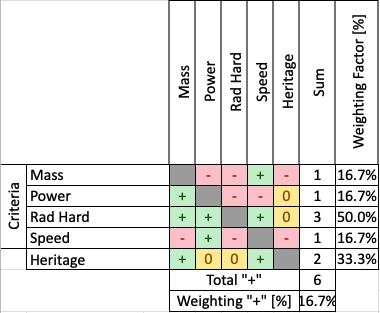 Mass Power Rad Hard Speed Heritage Sum Weighting Factor [%]
Criteria
Mass - - + - 1 16.7%
Power + - - 0 1 16.7%
Rad Hard + + + 0 3 50.0%
Speed - + - - 1 16.7%
Heritage + 0 0 + 2 33.3%
Total "+" 6
Weighting "+" [%] 16.7%